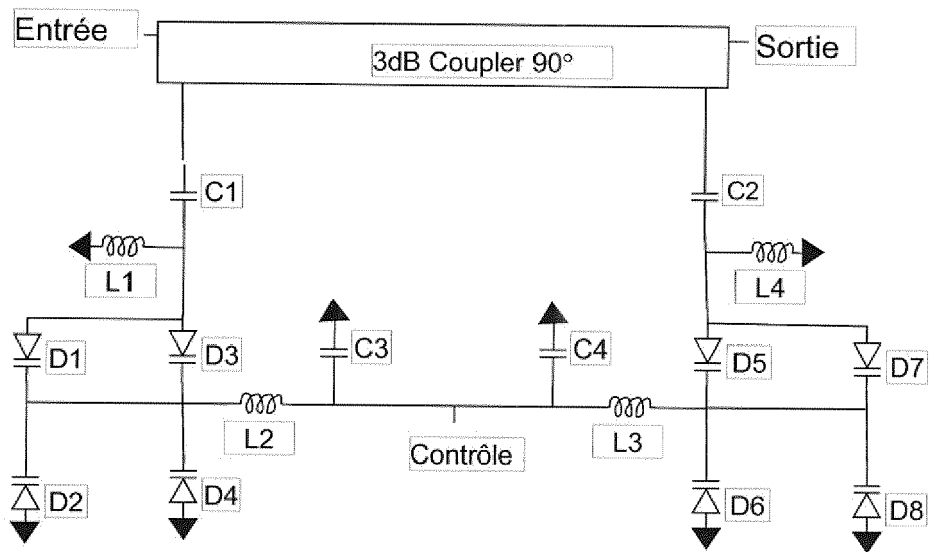 Entrée
3dB Coupler 90°
Sortie
C1
C2
L1
L4
D1
D3
C3
C4
D5
D7
L2
Contrôle
L3
D2
D4
D6
D8